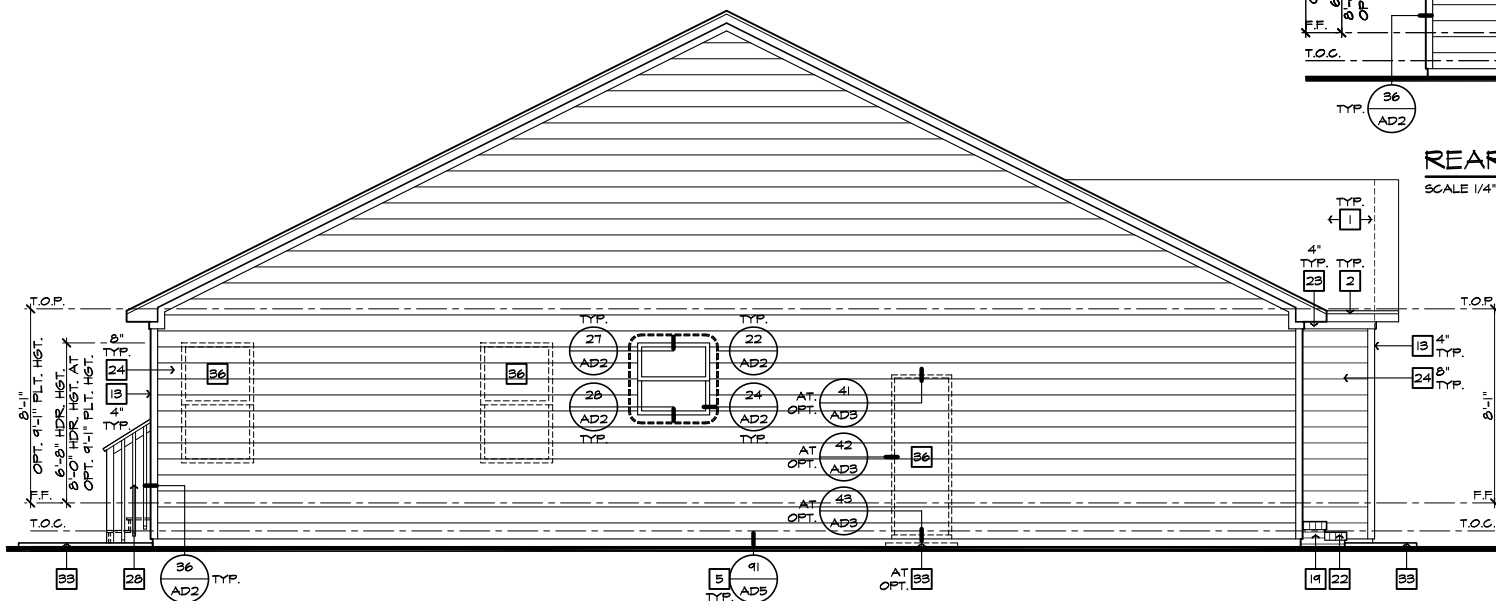 F.F.
T.O.C.
TYP.
36
AD2
REAR
SCALE 1/4"
TYP.
1
4"
TYP.
23
TYP.
2
T.O.P.
T.O.P.
8'-1"
OPT. 9'-1" PLT. HGT.
6'-8" HDR. HGT.
8'-0" HDR. HGT. AT
OPT. 9'-1" PLT. HGT.
8"
TYP.
24
13
4"
TYP.
36
36
TYP.
27
AD2
TYP.
22
AD2
28
AD2
TYP.
24
AD2
TYP.
AT
OPT.
41
AD3
AT
OPT.
42
AD3
36
AT
OPT.
43
AD3
13
4"
TYP.
24
8"
TYP.
8'-1"
F.F.
F.F.
T.O.C.
T.O.C.
33
28
36
AD2
TYP.
5
TYP.
91
AD5
AT
OPT.
33
19
22
33